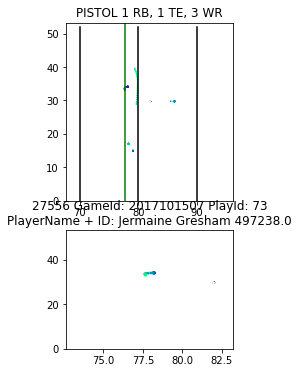 PISTOL 1 RB, 1 TE, 3 WR
50
40
30
20
10
0
70 80 90
27556 GameId: 2017101507 PlayId: 73
PlayerName + ID: Jermaine Gresham 497238.0
40
20
0
75.0 77.5 80.0 82.5